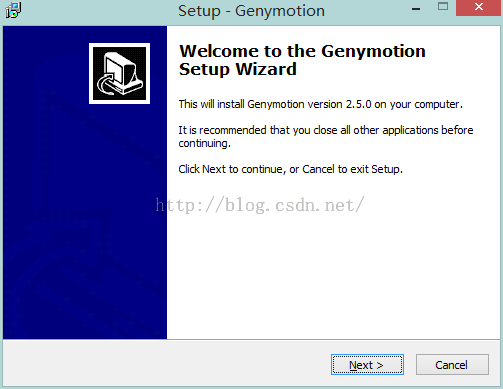 Setup - Genymotion
Welcome to the Genymotion
Setup Wizard
This will install Genymotion version 2.5.0 on your computer.
It is recommended that you close all other applications before
continuing.
Click Next to continue, or Cancel to exit Setup.
http://blog.csdn.net/
Next >
Cancel